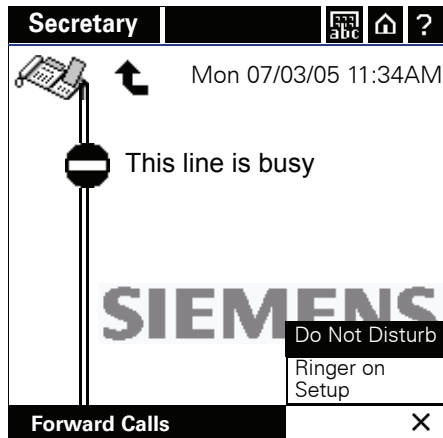 Secretary
abc
?
Mon 07/03/05 11:34AM
This line is busy
SIEMENS
Do Not Disturb
Ringer on
Setup
Forward Calls